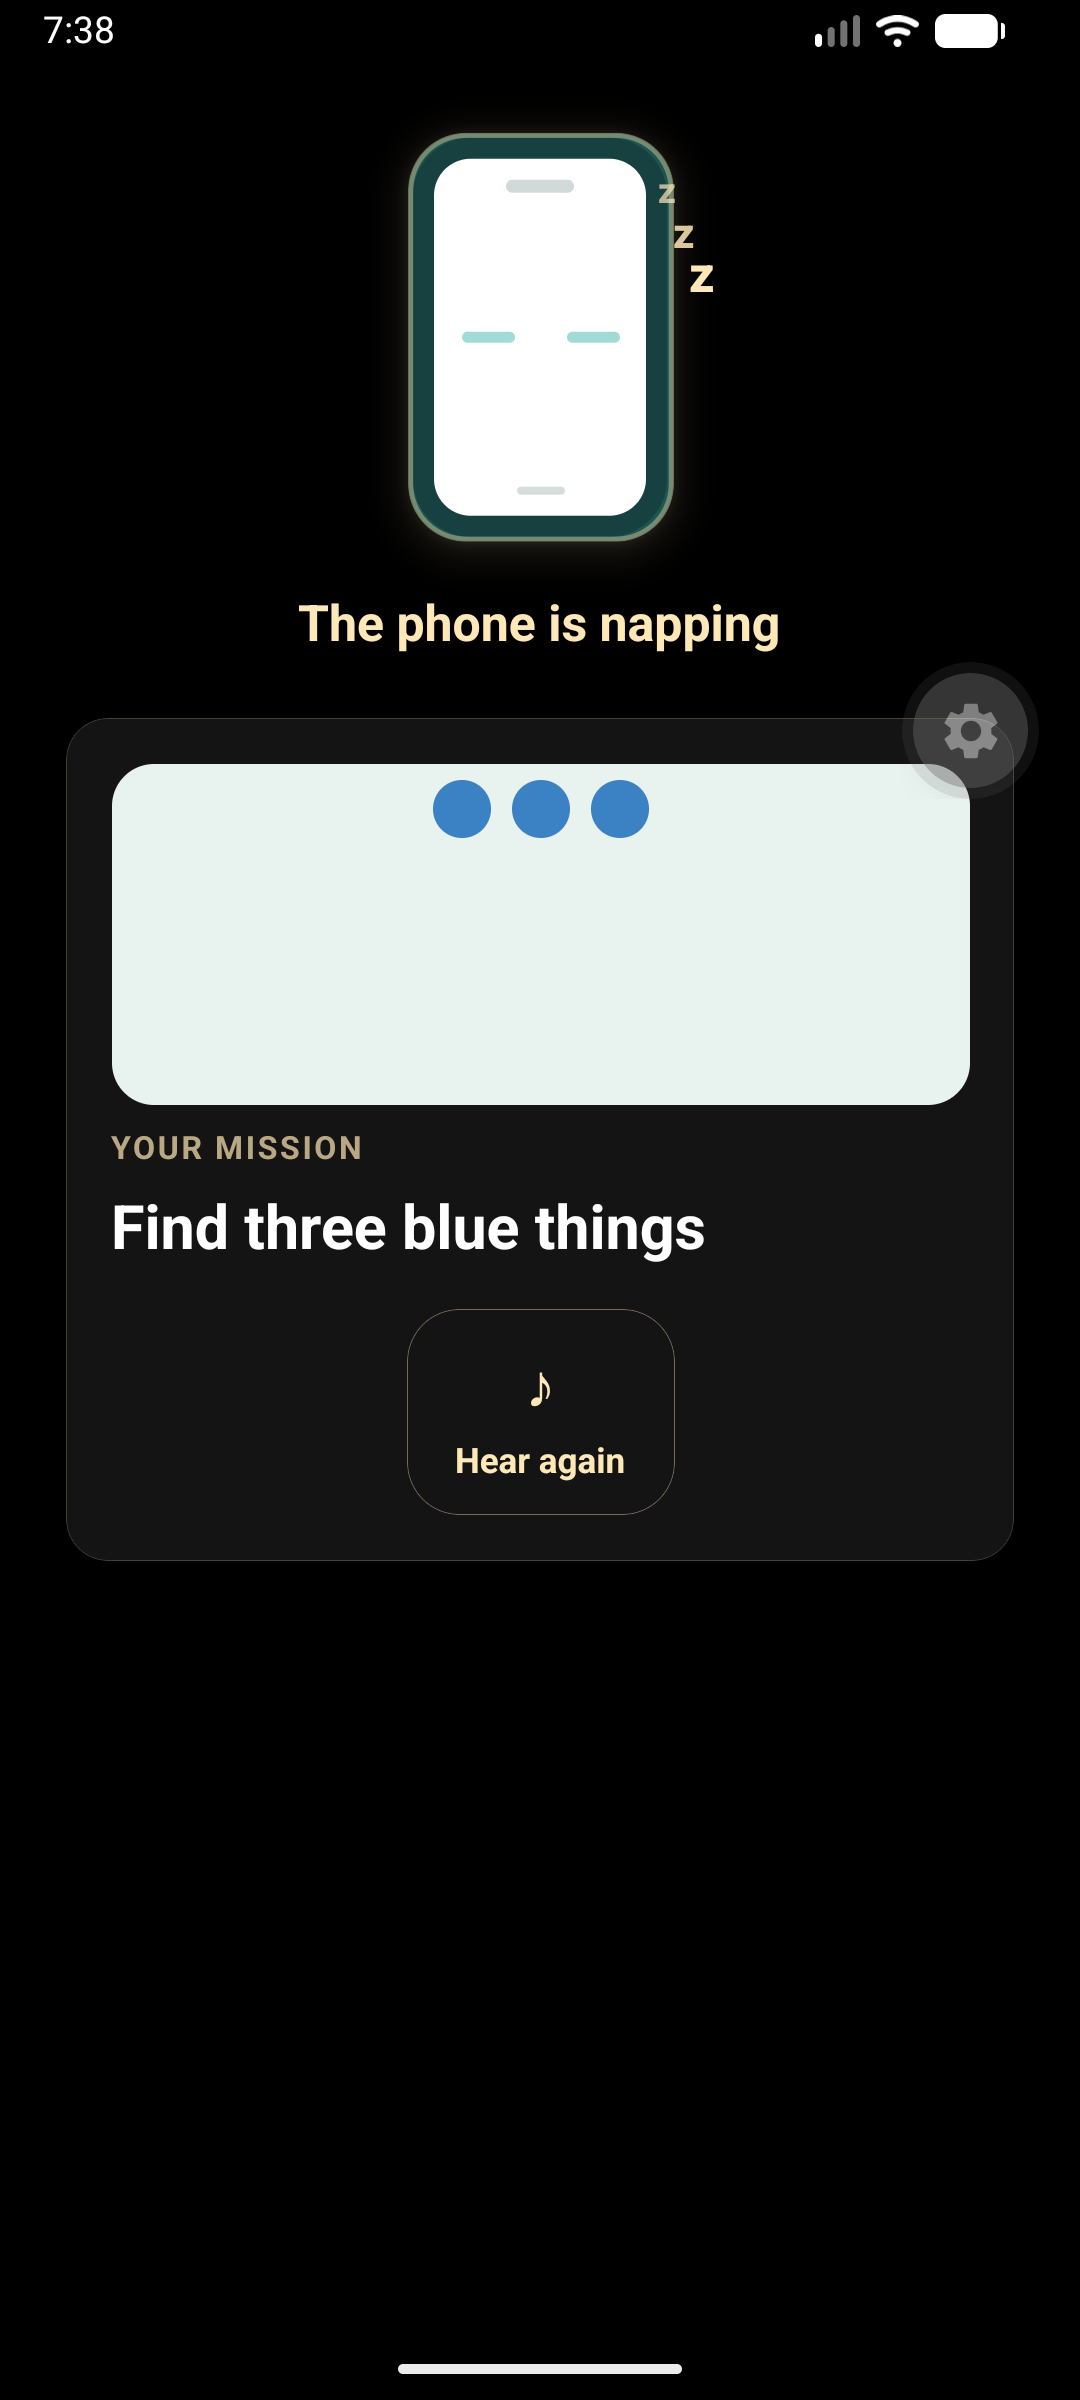 7:38
z
z
z
The phone is napping
YOUR MISSION
Find three blue things
♪
Hear again